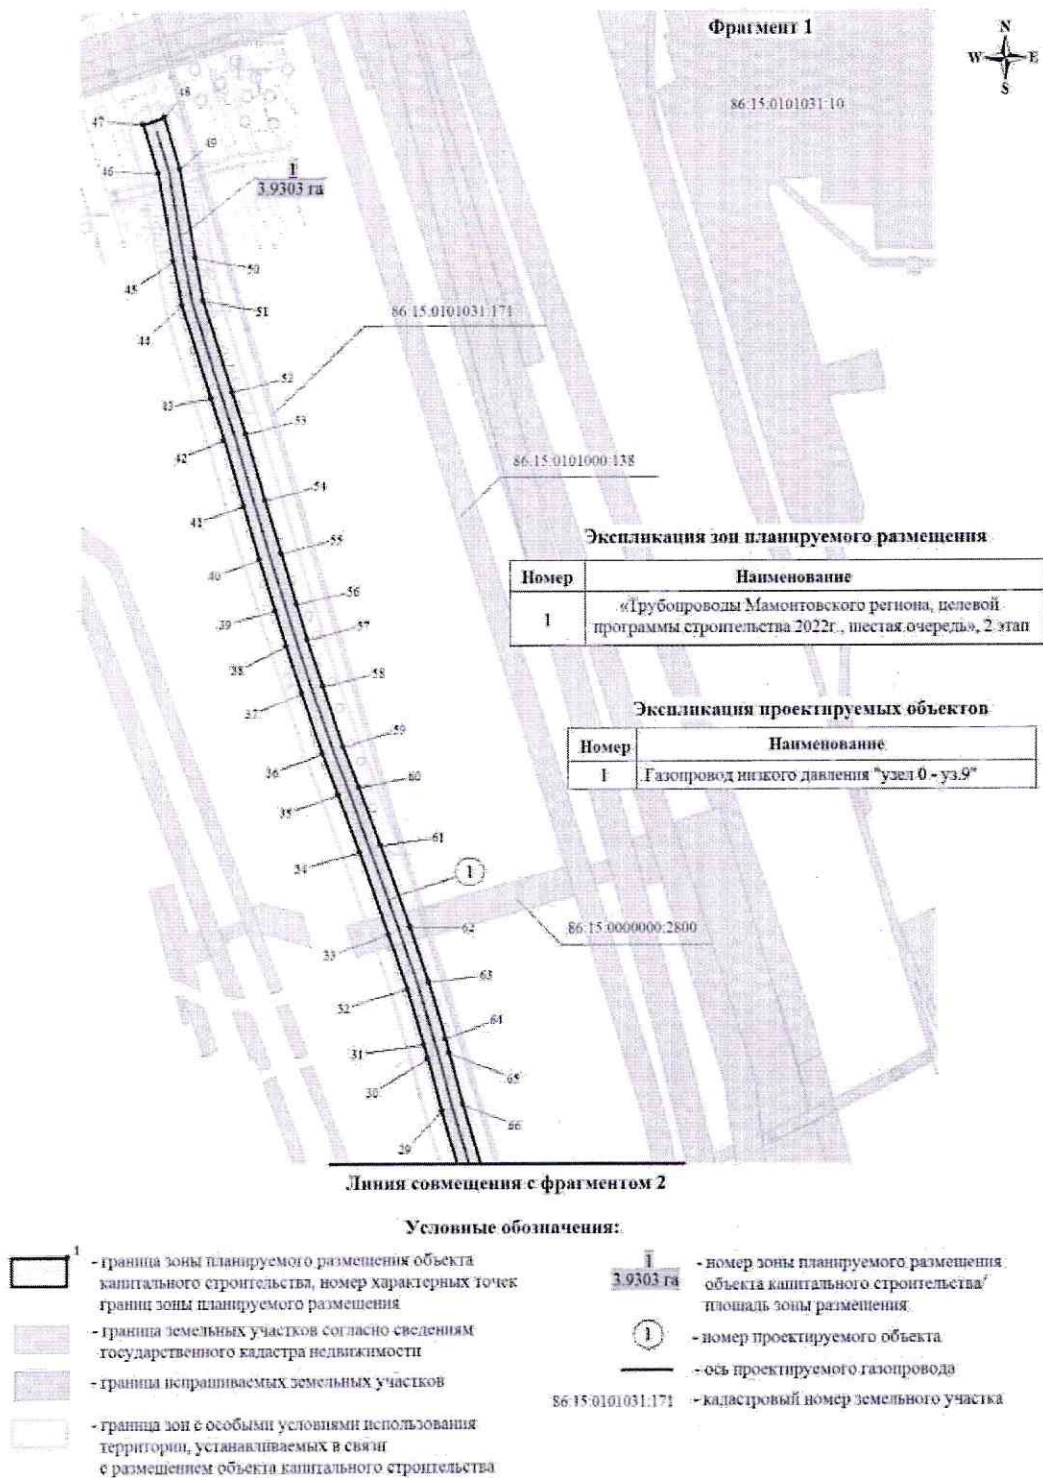 Фрагмент 1
N
W E
S
86:15:0101031:10
48
47
49
46
1
3.9303 га
50
45
51
86:15:0101031:171
44
52
43
53
42
86:15:0101000:138
54
41
55
40
56
39
57
38
58
37
59
36
60
35
61
34
1
62
86:15:0000000:2800
33
63
32
64
31
65
30
66
29
Экспликация зон планируемого размещения
Номер Наименование
1 «Трубопроводы Мамонтовского региона, целевой
программы строительства 2022г., шестая очередь», 2 этап
Экспликация проектируемых объектов
Номер Наименование
1 Газопровод низкого давления "узел 0 - уз.9"
Линия совмещения с фрагментом 2
Условные обозначения:
1
- граница зоны планируемого размещения объекта
капитального строительства, номер характерных точек
границ зоны планируемого размещения
- граница земельных участков согласно сведениям
государственного кадастра недвижимости
- границы испрашиваемых земельных участков
- граница зон с особыми условиями использования
территории, устанавливаемых в связи
с размещением объекта капитального строительства
1
3.9303 га
- номер зоны планируемого размещения
объекта капитального строительства/
площадь зоны размещения
1 - номер проектируемого объекта
- ось проектируемого газопровода
86:15:0101031:171 - кадастровый номер земельного участка